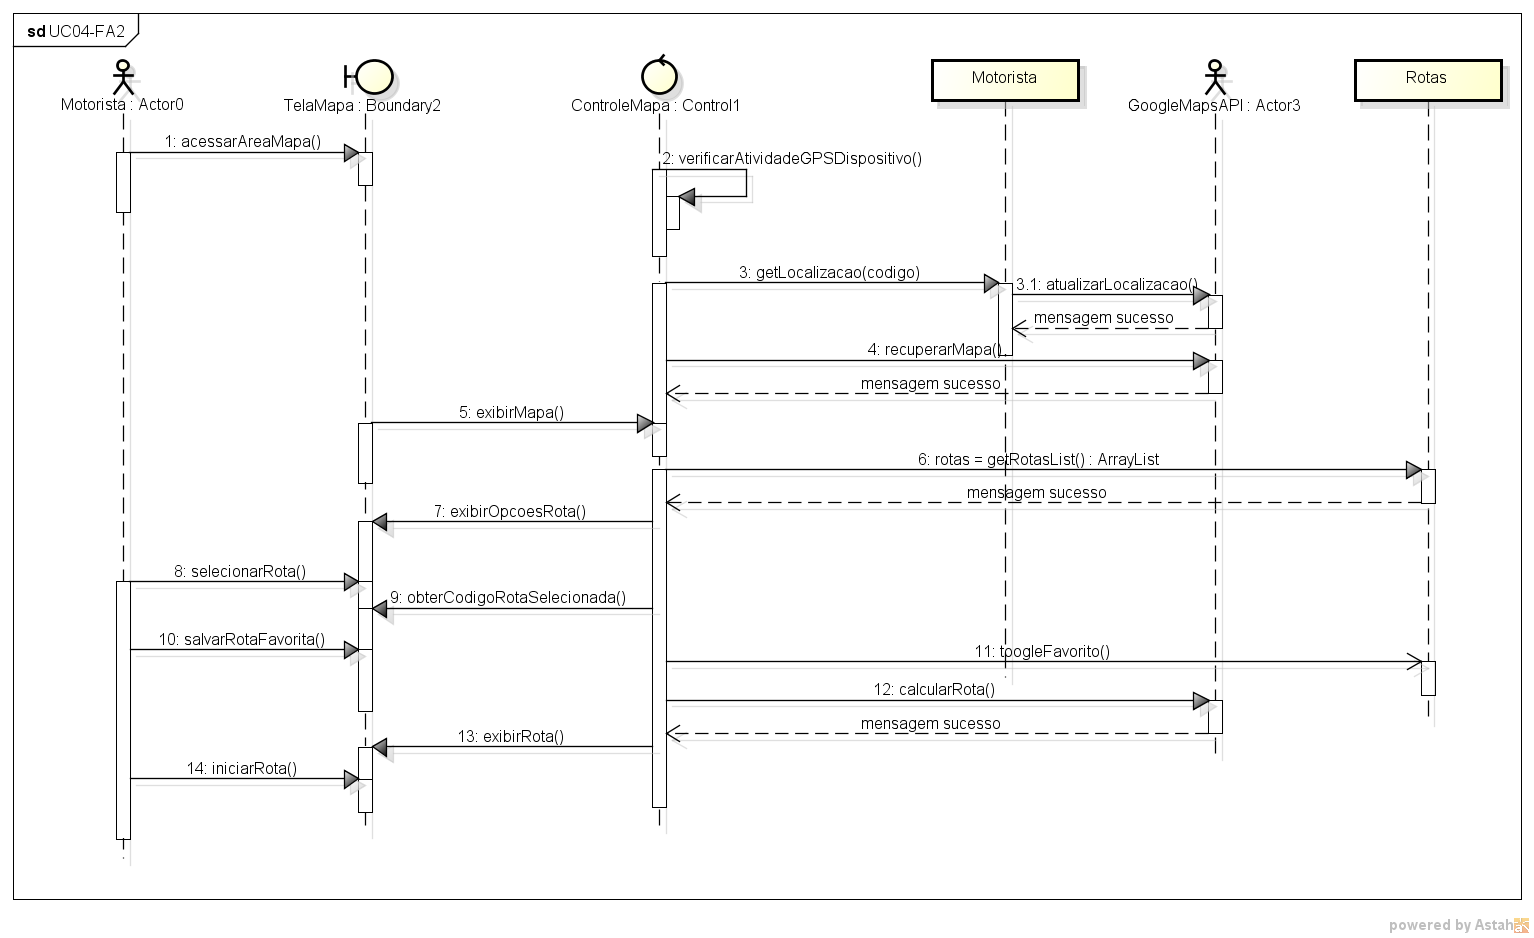 sd UC04-FA2
Motorista : Actor0
TelaMapa : Boundary2
ControleMapa : Control1
Motorista
GoogleMapsAPI : Actor3
Rotas
1: acessarAreaMapa()
2: verificarAtividadeGPSDispositivo()
3: getLocalizacao(codigo)
3.1: atualizarLocalizacao()
mensagem sucesso
4: recuperarMapa()
mensagem sucesso
5: exibirMapa()
6: rotas = getRotasList() : ArrayList
mensagem sucesso
7: exibirOpcoesRota()
8: selecionarRota()
9: obterCodigoRotaSelecionada()
10: salvarRotaFavorita()
11: toogleFavorito()
12: calcularRota()
mensagem sucesso
13: exibirRota()
14: iniciarRota()
powered by Astah